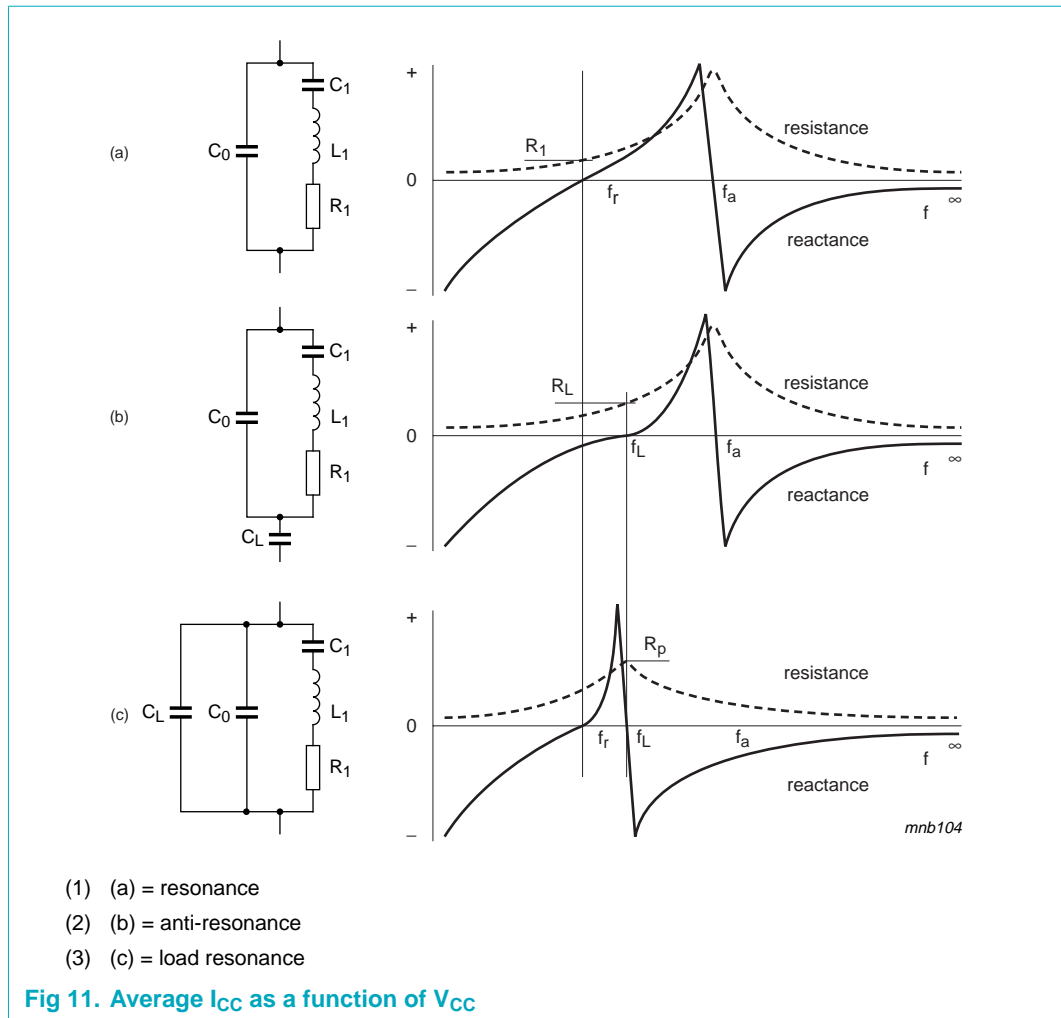 (a)
C0
C1
L1
R1
+
0
−
R1
fr
fa
resistance
reactance
f
∞
(b)
C0
C1
L1
R1
CL
+
0
−
RL
fL
fa
resistance
reactance
f
∞
(c)
CL
C0
C1
L1
R1
+
0
−
Rp
fr
fL
fa
resistance
reactance
f
∞
mnb104
(1) (a) = resonance
(2) (b) = anti-resonance
(3) (c) = load resonance
Fig 11. Average ICC as a function of VCC